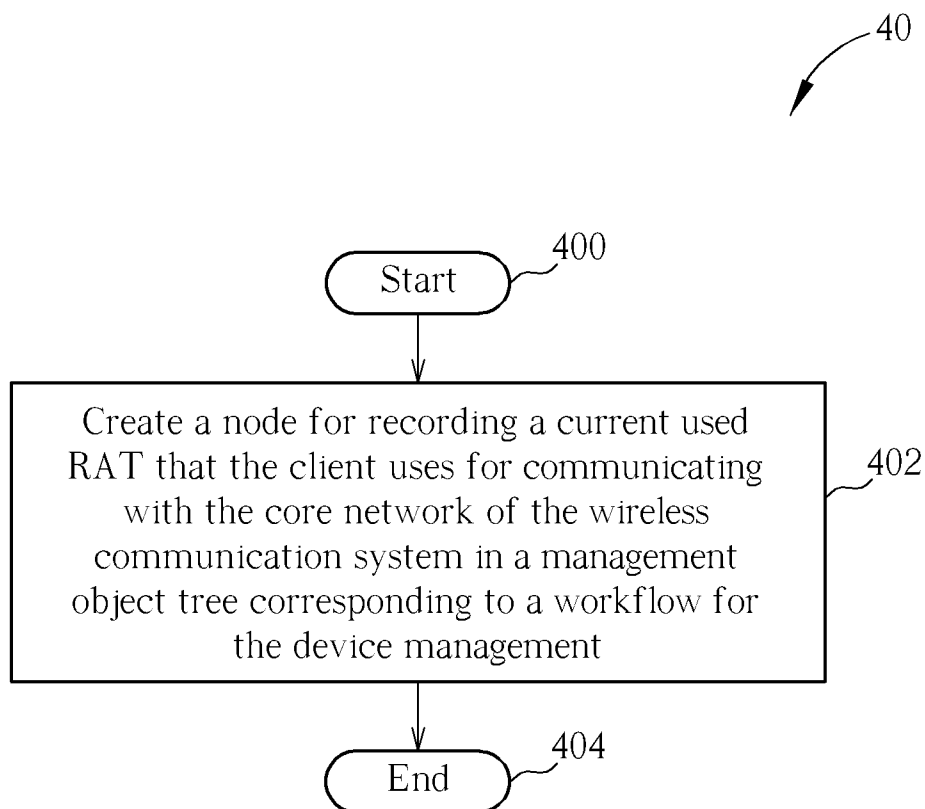 40
400
Start
Create a node for recording a current used
RAT that the client uses for communicating
with the core network of the wireless
communication system in a management
object tree corresponding to a workflow for
the device management
402
404
End